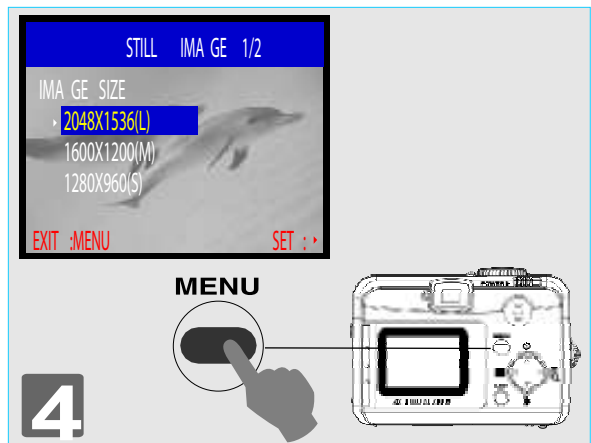 STILL IMA GE 1/2
IMA GE SIZE
2048X1536(L)
1600X1200(M)
1280X960(S)
EXIT :MENU SET :
MENU
4